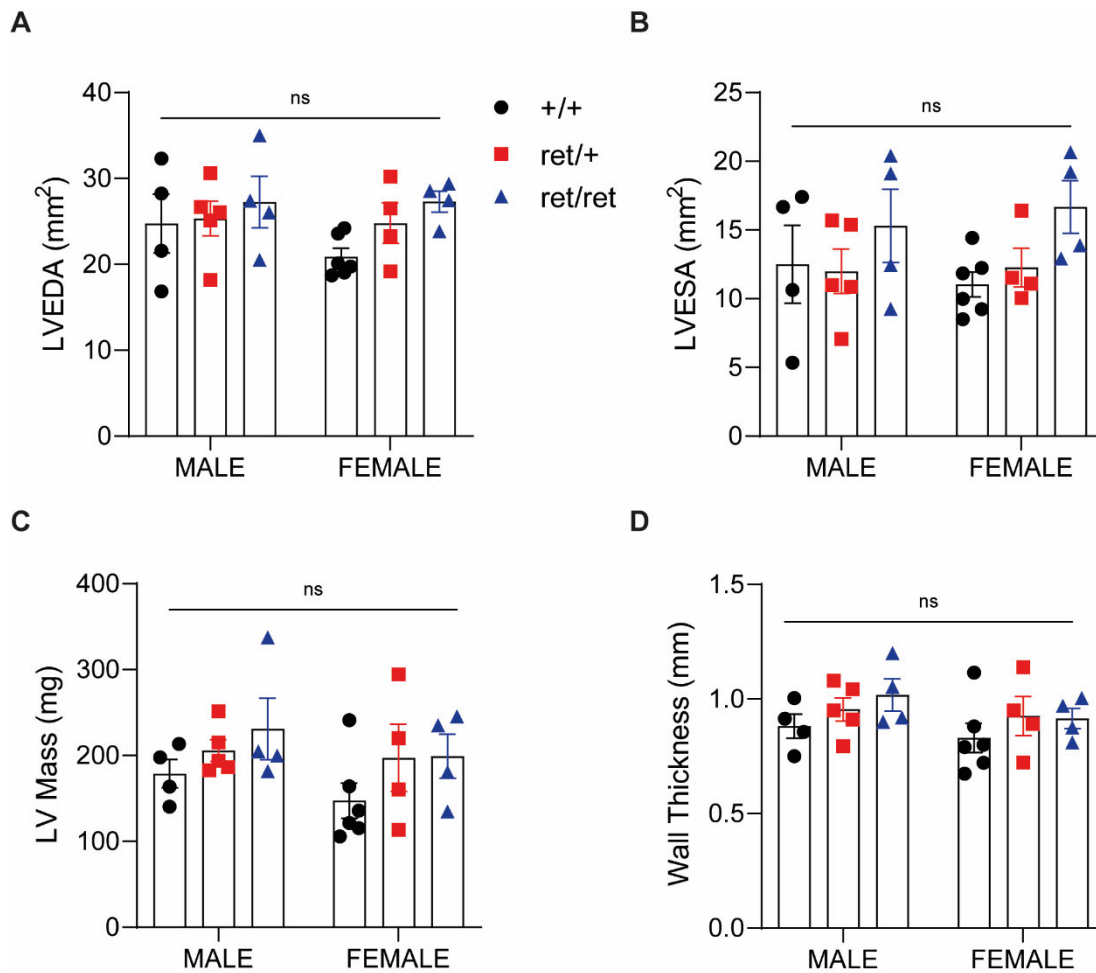 A
LVEDA (mm²)
40
30
20
10
0
ns
MALE
FEMALE
+/+
ret/+
ret/ret
B
LVESA (mm²)
25
20
15
10
5
0
ns
MALE
FEMALE
C
LV Mass (mg)
400
300
200
100
0
ns
MALE
FEMALE
D
Wall Thickness (mm)
1.5
1.0
0.5
0.0
ns
MALE
FEMALE